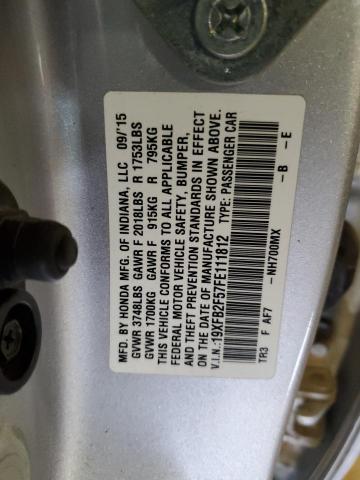 MFD. BY HONDA MFG. OF INDIANA, LLC 09/'15
GVWR 3748LBS GAWR F 2018LBS R 1753LBS
GVWR 1700KG GAWR F 915KG R 795KG
THIS VEHICLE CONFORMS TO ALL APPLICABLE
FEDERAL MOTOR VEHICLE SAFETY, BUMPER,
AND THEFT PREVENTION STANDARDS IN EFFECT
ON THE DATE OF MANUFACTURE SHOWN ABOVE.
V.I.N.:19XFB2F57FE111812 TYPE: PASSENGER CAR
-NH700MX -B -E
TR3 F AF7